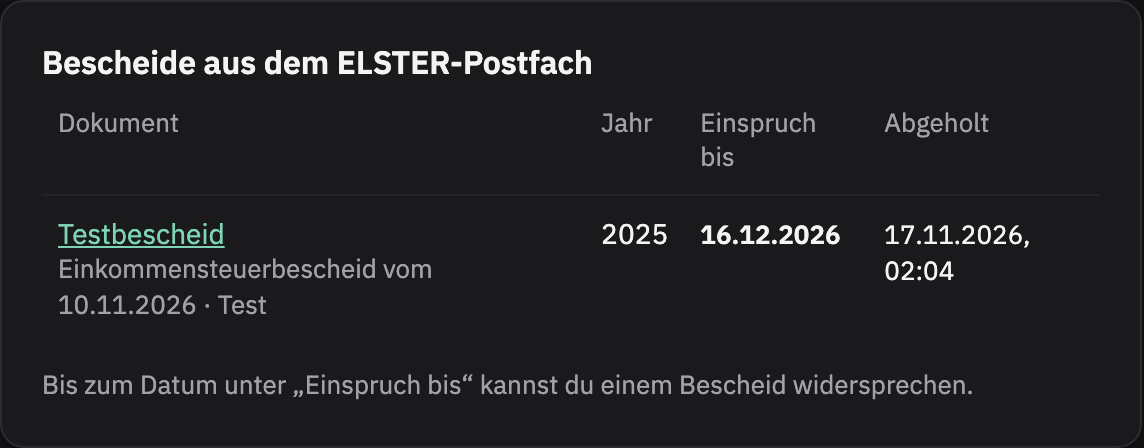 Bescheide aus dem ELSTER-Postfach
Dokument Jahr Einspruch bis Abgeholt
Testbescheid 2025 16.12.2026 17.11.2026, 02:04
Einkommensteuerbescheid vom
10.11.2026 · Test
Bis zum Datum unter „Einspruch bis“ kannst du einem Bescheid widersprechen.